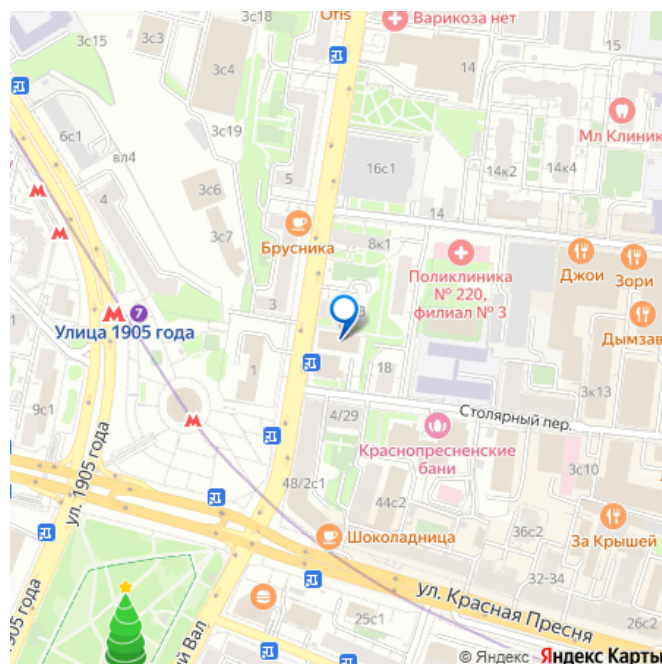 3с18
Otis
Варикоза нет
3с15
3с3
3с4
14
6с1
3с19
Мл Клиник
вл4
16с1
14к2
14к4
4
5
3с6
14
3с7
8к1
Брусника
Поликлиника
№ 220,
филиал № 3
Джои
Зори
3
7
Улица 1905 года
Дымзав
18
1
3к13
9с1
4/29
Столярный пер.
Краснопресненские
бани
ул. 1905 года
48/2с1
44с2
3с10
36с2
Шоколадница
За Крышей
32-34
ул. Красная Пресня
25с1
26с2
1905 года
ий Вал
© Яндекс Яндекс Карты